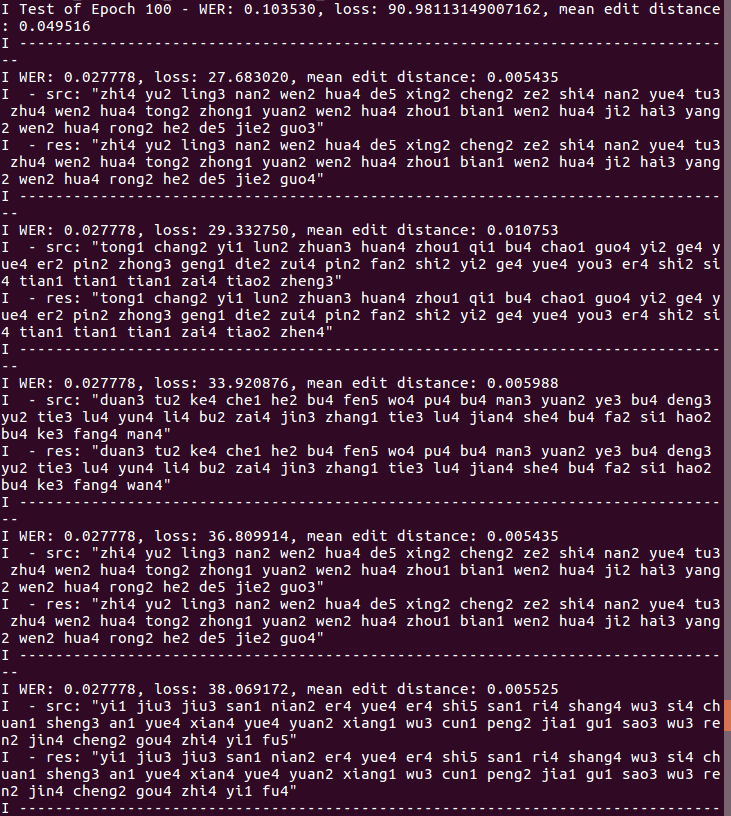 I Test of Epoch 100 - WER: 0.103530, loss: 90.98113149007162, mean edit distance
: 0.049516
I --------------------------------------------------------------------------------
--
I WER: 0.027778, loss: 27.683020, mean edit distance: 0.005435
I  - src: "zhi4 yu2 ling3 nan2 wen2 hua4 de5 xing2 cheng2 ze2 shi4 nan2 yue4 tu3
 zhu4 wen2 hua4 tong2 zhong1 yuan2 wen2 hua4 zhou1 bian1 wen2 hua4 ji2 hai3 yang
2 wen2 hua4 rong2 he2 de5 jie2 guo3"
I  - res: "zhi4 yu2 ling3 nan2 wen2 hua4 de5 xing2 cheng2 ze2 shi4 nan2 yue4 tu3
 zhu4 wen2 hua4 tong2 zhong1 yuan2 wen2 hua4 zhou1 bian1 wen2 hua4 ji2 hai3 yang
2 wen2 hua4 rong2 he2 de5 jie2 guo4"
I --------------------------------------------------------------------------------
--
I WER: 0.027778, loss: 29.332750, mean edit distance: 0.010753
I  - src: "tong1 chang2 yi1 lun2 zhuan3 huan4 zhou1 qi1 bu4 chao1 guo4 yi2 ge4 y
ue4 er2 pin2 zhong3 geng1 die2 zui4 pin2 fan2 shi2 yi2 ge4 yue4 you3 er4 shi2 si
4 tian1 tian1 tian1 zai4 tiao2 zheng3"
I  - res: "tong1 chang2 yi1 lun2 zhuan3 huan4 zhou1 qi1 bu4 chao1 guo4 yi2 ge4 y
ue4 er2 pin2 zhong3 geng1 die2 zui4 pin2 fan2 shi2 yi2 ge4 yue4 you3 er4 shi2 si
4 tian1 tian1 tian1 zai4 tiao2 zhen4"
I --------------------------------------------------------------------------------
--
I WER: 0.027778, loss: 33.920876, mean edit distance: 0.005988
I  - src: "duan3 tu2 ke4 che1 he2 bu4 fen5 wo4 pu4 bu4 man3 yuan2 ye3 bu4 deng3
yu2 tie3 lu4 yun4 li4 bu2 zai4 jin3 zhang1 tie3 lu4 jian4 she4 bu4 fa2 si1 hao2
bu4 ke3 fang4 man4"
I  - res: "duan3 tu2 ke4 che1 he2 bu4 fen5 wo4 pu4 bu4 man3 yuan2 ye3 bu4 deng3
yu2 tie3 lu4 yun4 li4 bu2 zai4 jin3 zhang1 tie3 lu4 jian4 she4 bu4 fa2 si1 hao2
bu4 ke3 fang4 wan4"
I --------------------------------------------------------------------------------
--
I WER: 0.027778, loss: 36.809914, mean edit distance: 0.005435
I  - src: "zhi4 yu2 ling3 nan2 wen2 hua4 de5 xing2 cheng2 ze2 shi4 nan2 yue4 tu3
 zhu4 wen2 hua4 tong2 zhong1 yuan2 wen2 hua4 zhou1 bian1 wen2 hua4 ji2 hai3 yang
2 wen2 hua4 rong2 he2 de5 jie2 guo3"
I  - res: "zhi4 yu2 ling3 nan2 wen2 hua4 de5 xing2 cheng2 ze2 shi4 nan2 yue4 tu3
 zhu4 wen2 hua4 tong2 zhong1 yuan2 wen2 hua4 zhou1 bian1 wen2 hua4 ji2 hai3 yang
2 wen2 hua4 rong2 he2 de5 jie2 guo4"
I --------------------------------------------------------------------------------
--
I WER: 0.027778, loss: 38.069172, mean edit distance: 0.005525
I  - src: "yi1 jiu3 jiu3 san1 nian2 er4 yue4 er4 shi5 san1 ri4 shang4 wu3 si4 ch
uan1 sheng3 an1 yue4 xian4 yue4 yuan2 xiang1 wu3 cun1 peng2 jia1 gu1 sao3 wu3 re
n2 jin4 cheng2 gou4 zhi4 yi1 fu5"
I  - res: "yi1 jiu3 jiu3 san1 nian2 er4 yue4 er4 shi5 san1 ri4 shang4 wu3 si4 ch
uan1 sheng3 an1 yue4 xian4 yue4 yuan2 xiang1 wu3 cun1 peng2 jia1 gu1 sao3 wu3 re
n2 jin4 cheng2 gou4 zhi4 yi1 fu4"
I --------------------------------------------------------------------------------